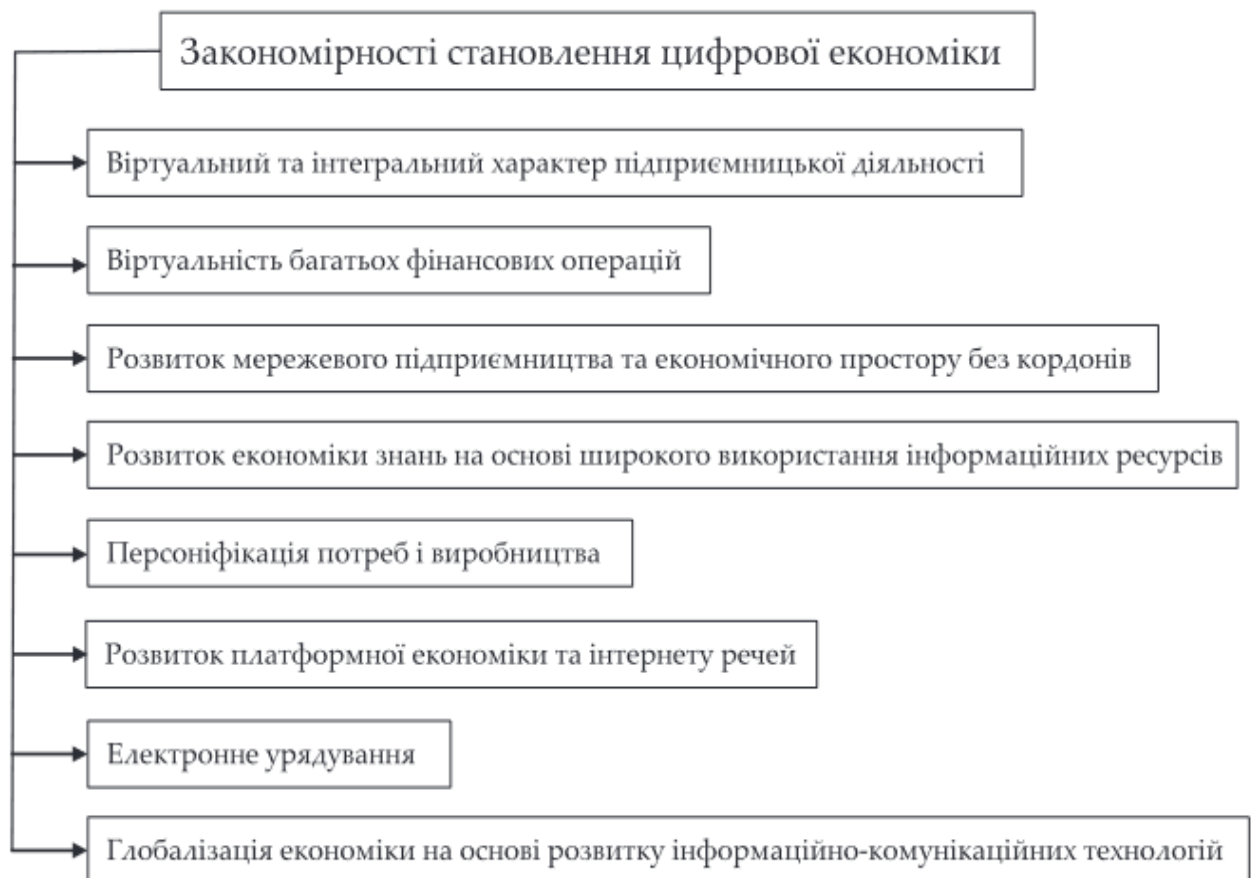 Закономірності становлення цифрової економіки
Віртуальний та інтегральний характер підприємницької діяльності
Віртуальність багатьох фінансових операцій
Розвиток мережевого підприємництва та економічного простору без кордонів
Розвиток економіки знань на основі широкого використання інформаційних ресурсів
Персоніфікація потреб і виробництва
Розвиток платформної економіки та інтернету речей
Електронне урядування
Глобалізація економіки на основі розвитку інформаційно-комунікаційних технологій